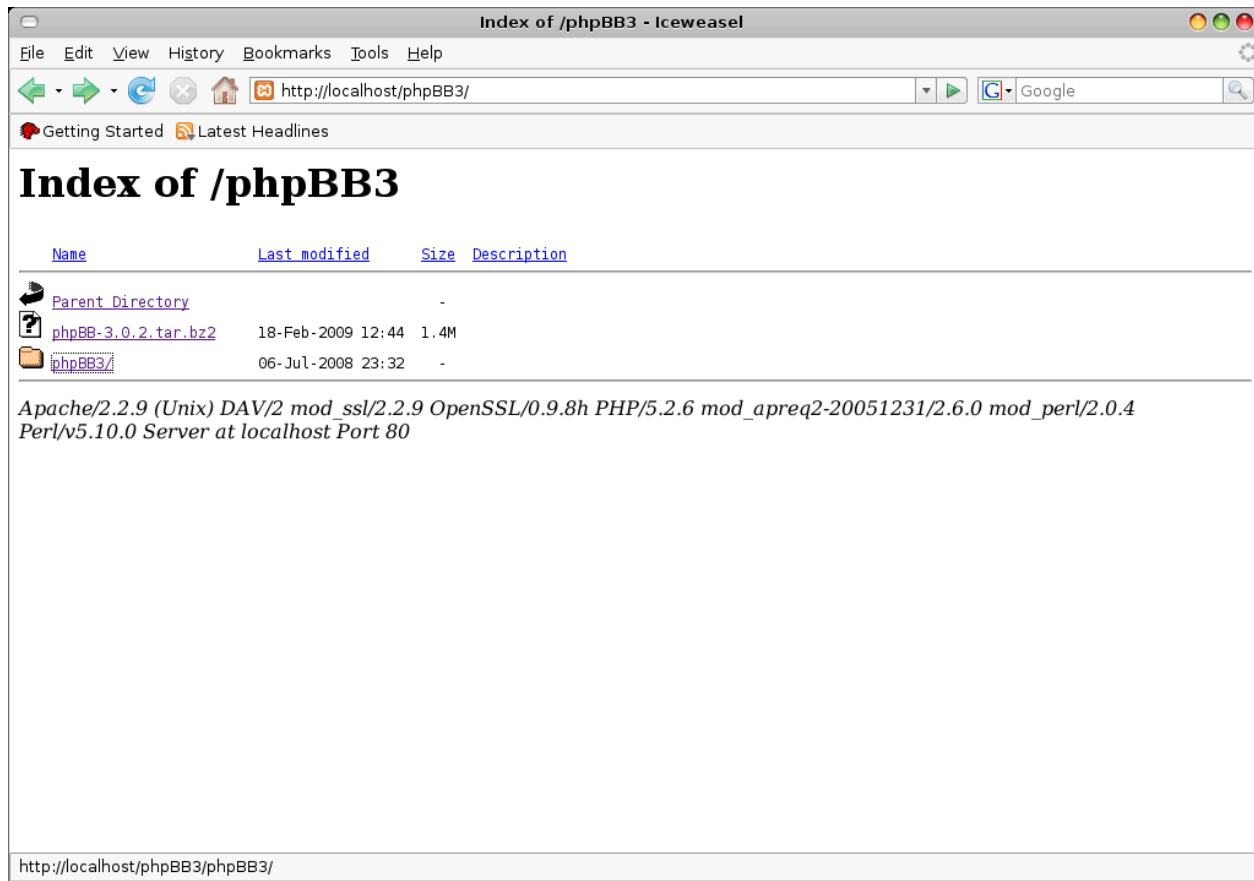 Index of /phpBB3 - Iceweasel
File Edit View History Bookmarks Tools Help
http://localhost/phpBB3/ G Google
Getting Started Latest Headlines
Index of /phpBB3
Name Last modified Size Description
Parent Directory -
phpBB-3.0.2.tar.bz2 18-Feb-2009 12:44 1.4M
phpBB3/ 06-Jul-2008 23:32 -
Apache/2.2.9 (Unix) DAV/2 mod_ssl/2.2.9 OpenSSL/0.9.8h PHP/5.2.6 mod_apreq2-20051231/2.6.0 mod_perl/2.0.4
Perl/v5.10.0 Server at localhost Port 80
http://localhost/phpBB3/phpBB3/